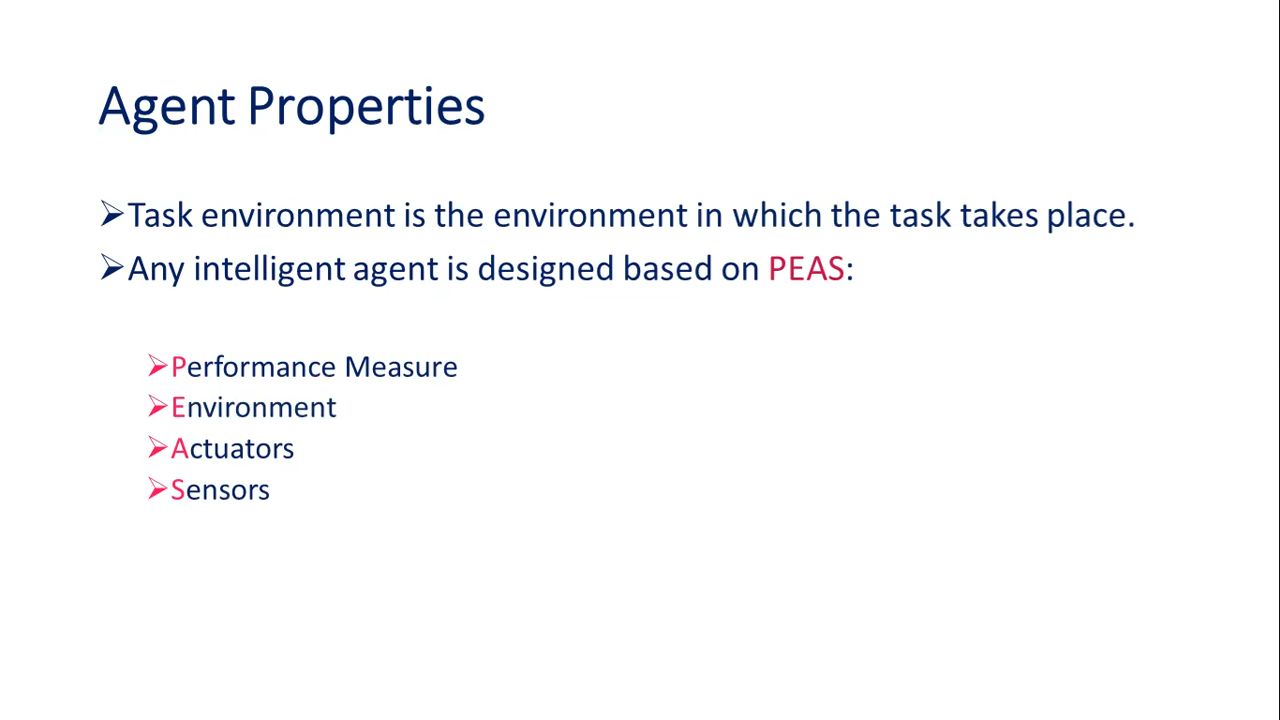 Agent Properties
➢Task environment is the environment in which the task takes place.
➢Any intelligent agent is designed based on PEAS:
➢Performance Measure
➢Environment
➢Actuators
➢Sensors